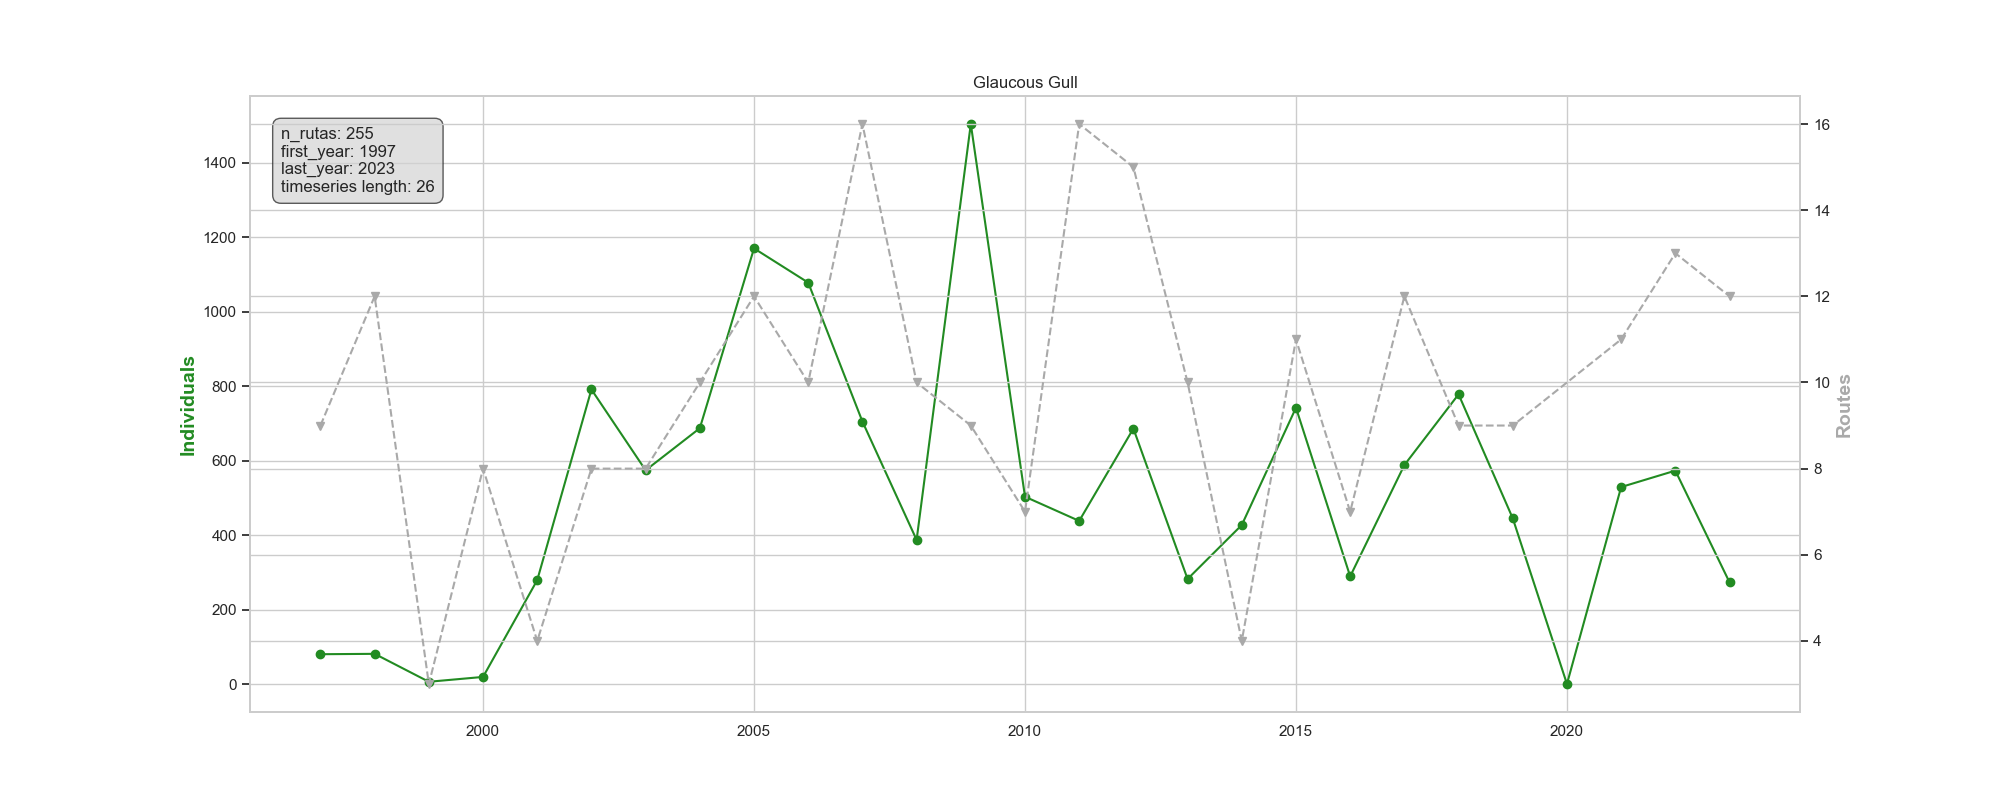 Glaucous Gull
n_rutas: 255
first_year: 1997
last_year: 2023
timeseries length: 26
Individuals
1400
1200
1000
800
600
400
200
0
16
14
12
10
8
6
4
Routes
2000 2005 2010 2015 2020